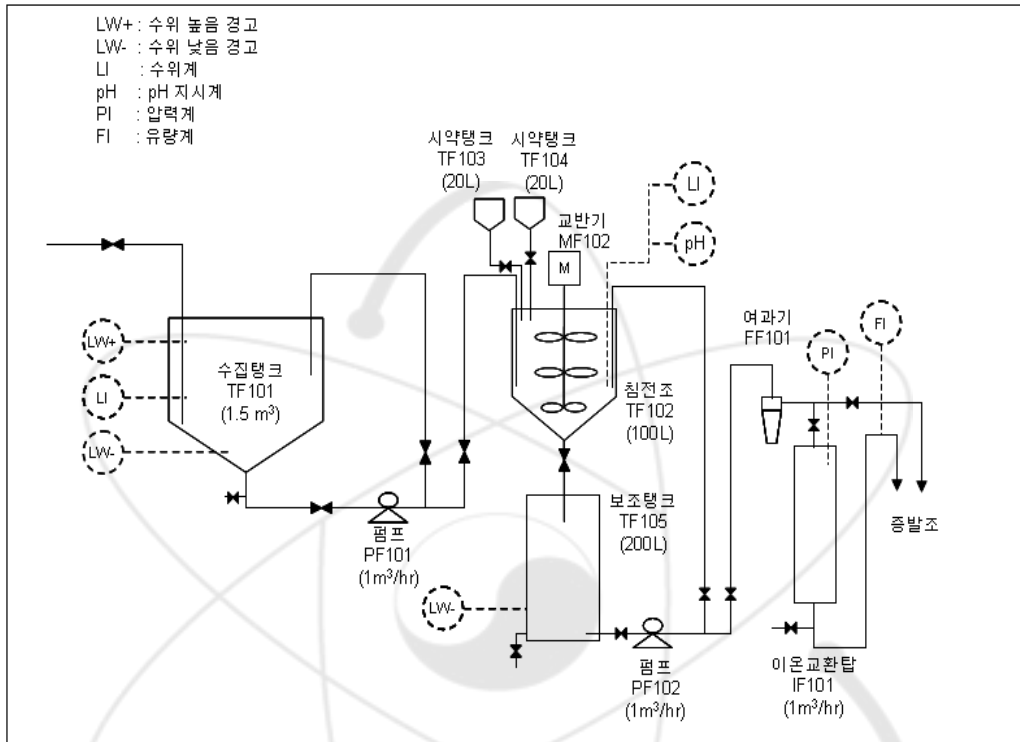 LW+ : 수위 높음 경고
LW- : 수위 낮음 경고
LI : 수위계
pH : pH 지시계
PI : 압력계
FI : 유량계
시약탱크
TF103
(20L)
시약탱크
TF104
(20L)
교반기
MF102
M
LI
pH
LW+
LI
LW-
수집탱크
TF101
(1.5 m³)
펌프
PF101
(1m³/hr)
침전조
TF102
(100L)
보조탱크
TF105
(200L)
LW-
펌프
PF102
(1m³/hr)
여과기
FF101
PI
FI
증발조
이온교환탑
IF101
(1m³/hr)